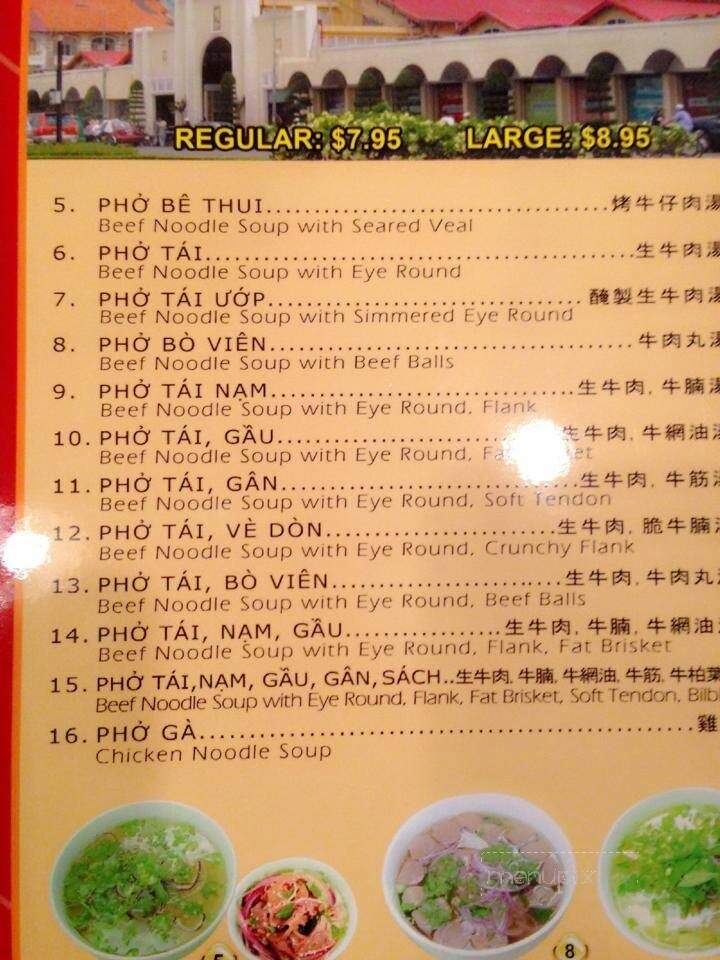 REGULAR: $7.95 LARGE: $8.95
5. PHỞ BÊ THUI................................烤牛仔肉湯
Beef Noodle Soup with Seared Veal
6. PHỞ TÁI........................................生牛肉湯
Beef Noodle Soup with Eye Round
7. PHỞ TÁI ƯỚP.............................. 醃製生牛肉湯
Beef Noodle Soup with Simmered Eye Round
8. PHỞ BÒ VIÊN.................................. 牛肉丸湯
Beef Noodle Soup with Beef Balls
9. PHỞ TÁI NẠM............................生牛肉, 牛腩湯
Beef Noodle Soup with Eye Round, Flank
10. PHỞ TÁI, GẦU..........................生牛肉, 牛網油湯
Beef Noodle Soup with Eye Round,
11. PHỞ TÁI, GÂN............................生牛肉, 牛筋湯
Beef Noodle Soup with Eye Round, Soft Tendon
12. PHỞ TÁI, VÈ DÒN.....................生牛肉, 脆牛腩
Beef Noodle Soup with Eye Round, Crunchy Flank
13. PHỞ TÁI, BÒ VIÊN.....................生牛肉, 牛肉丸
Beef Noodle Soup with Eye Round, Beef Balls
14. PHỞ TÁI, NẠM, GẦU................生牛肉, 牛腩, 牛網油
Beef Noodle Soup with Eye Round, Flank, Fat Brisket
15. PHỞ TÁI,NẠM, GẦU, GÂN,SÁCH..生牛肉, 牛腩, 牛網油, 牛筋, 牛柏葉
Beef Noodle Soup with Eye Round, Flank, Fat Brisket, Soft Tendon,
16. PHỞ GÀ..................................................雞
Chicken Noodle Soup
menupix
5 8